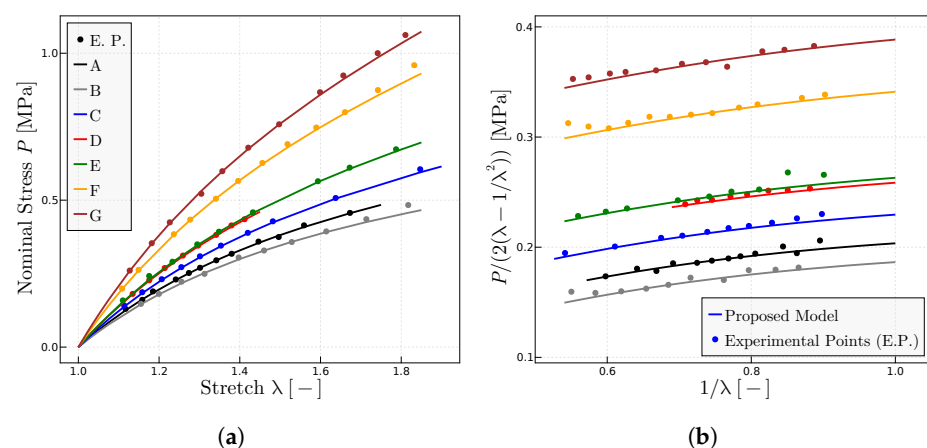 Nominal Stress P [MPa]
1.0
0.5
0.0
E. P.
A
B
C
D
E
F
G
1.0 1.2 1.4 1.6 1.8
Stretch λ [ − ]
(a)
P/(2(λ − 1/λ²)) [MPa]
0.4
0.3
0.2
0.1
Proposed Model
Experimental Points (E.P.)
0.6 0.8 1.0
1/λ [ − ]
(b)